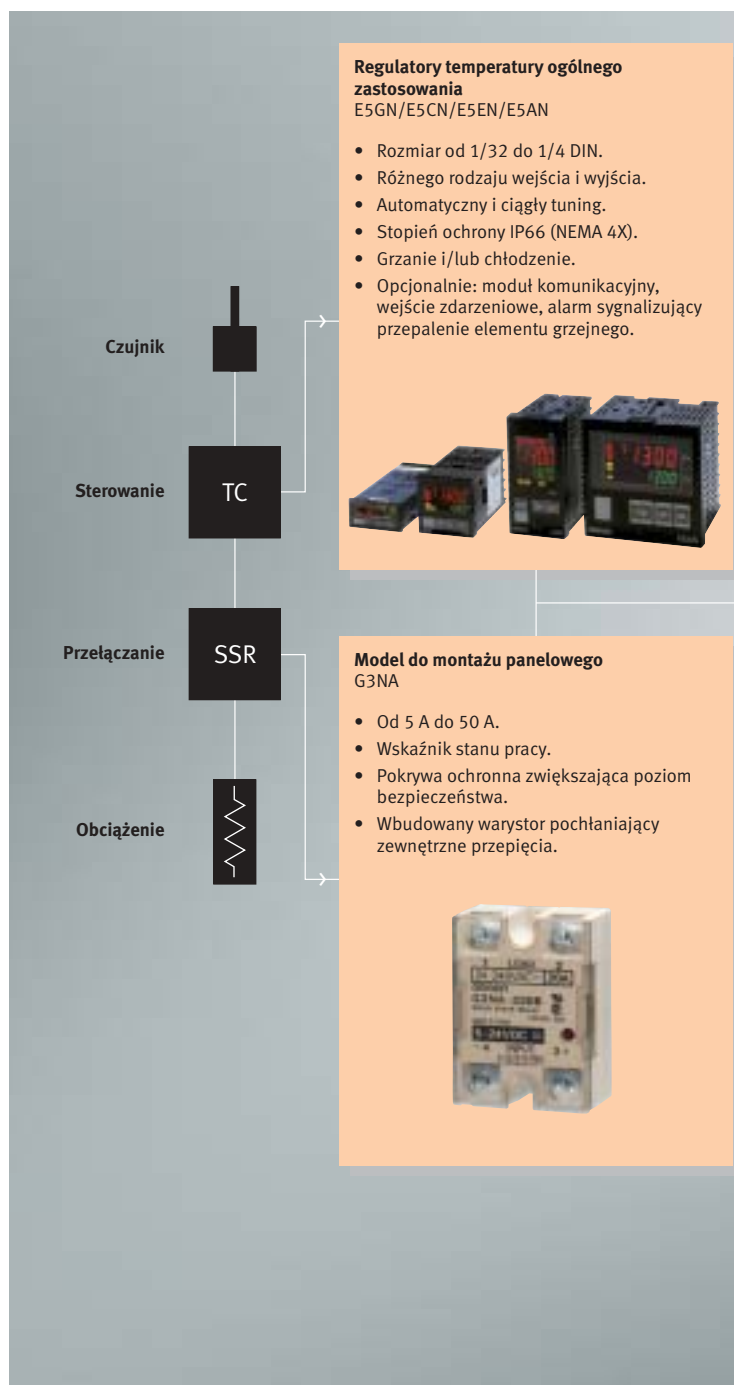 Regulatory temperatury ogólnego
zastosowania
E5GN/E5CN/E5EN/E5AN
• Rozmiar od 1/32 do 1/4 DIN.
• Różnego rodzaju wejścia i wyjścia.
• Automatyczny i ciągły tuning.
• Stopień ochrony IP66 (NEMA 4X).
• Grzanie i/lub chłodzenie.
• Opcjonalnie: moduł komunikacyjny,
wejście zdarzeniowe, alarm sygnalizujący
przepalenie elementu grzejnego.
Czujnik
Sterowanie
TC
Przełączanie
SSR
Obciążenie
Model do montażu panelowego
G3NA
• Od 5 A do 50 A.
• Wskaźnik stanu pracy.
• Pokrywa ochronna zwiększająca poziom
bezpieczeństwa.
• Wbudowany warystor pochłaniający
zewnętrzne przepięcia.